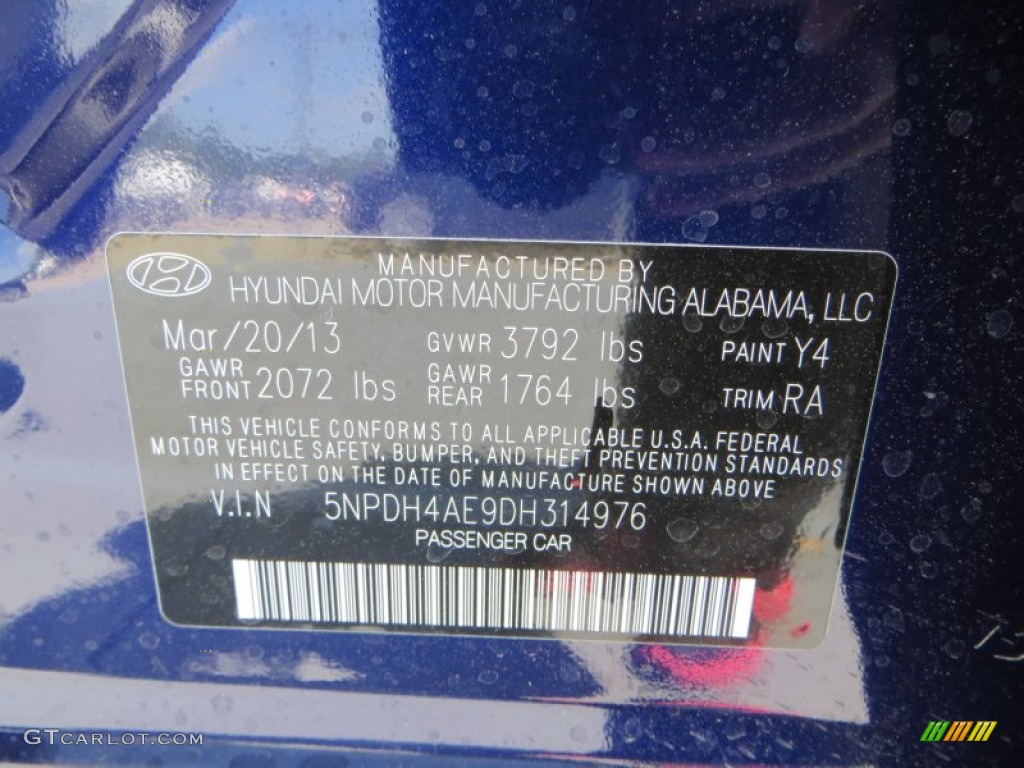 MANUFACTURED BY
HYUNDAI MOTOR MANUFACTURING ALABAMA, LLC
Mar/20/13 GVWR 3792 lbs PAINT Y4
GAWR FRONT 2072 lbs GAWR REAR 1764 lbs TRIM RA
THIS VEHICLE CONFORMS TO ALL APPLICABLE U.S.A. FEDERAL
MOTOR VEHICLE SAFETY, BUMPER, AND THEFT PREVENTION STANDARDS
IN EFFECT ON THE DATE OF MANUFACTURE SHOWN ABOVE
V.I.N 5NPDH4AE9DH314976
PASSENGER CAR
GTCARLOT.COM